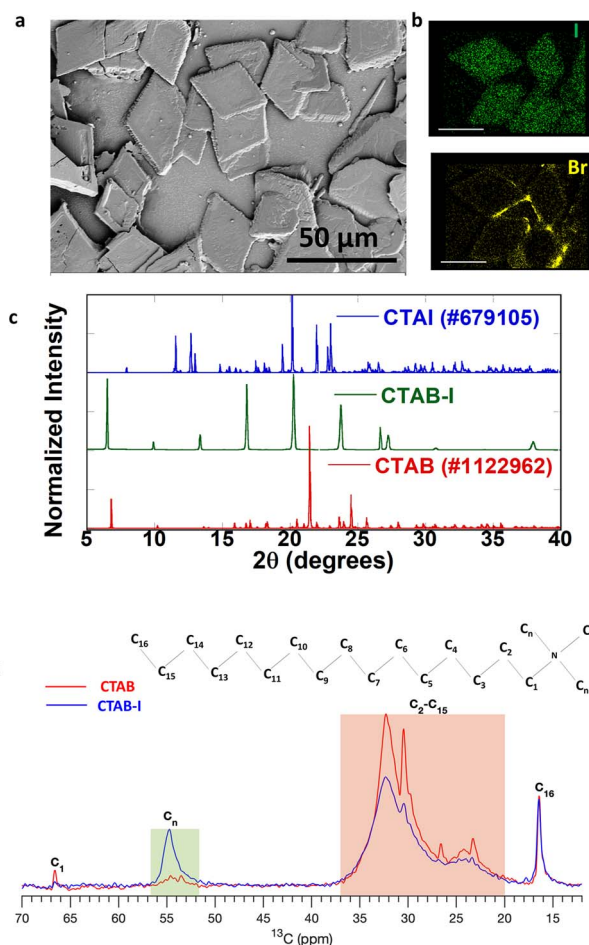 a
50 µm
b
I
Br
c
Normalized Intensity
CTAI (#679105)
CTAB-I
CTAB (#1122962)
5 10 15 20 25 30 35 40
2θ (degrees)
C16 C14 C12 C10 C8 C6 C4 C2 Cn
C15 C13 C11 C9 C7 C5 C3 C1 N Cn
CTAB
CTAB-I
C2-C15
Cn
C1
C16
70 65 60 55 50 45 40 35 30 25 20 15
13C (ppm)